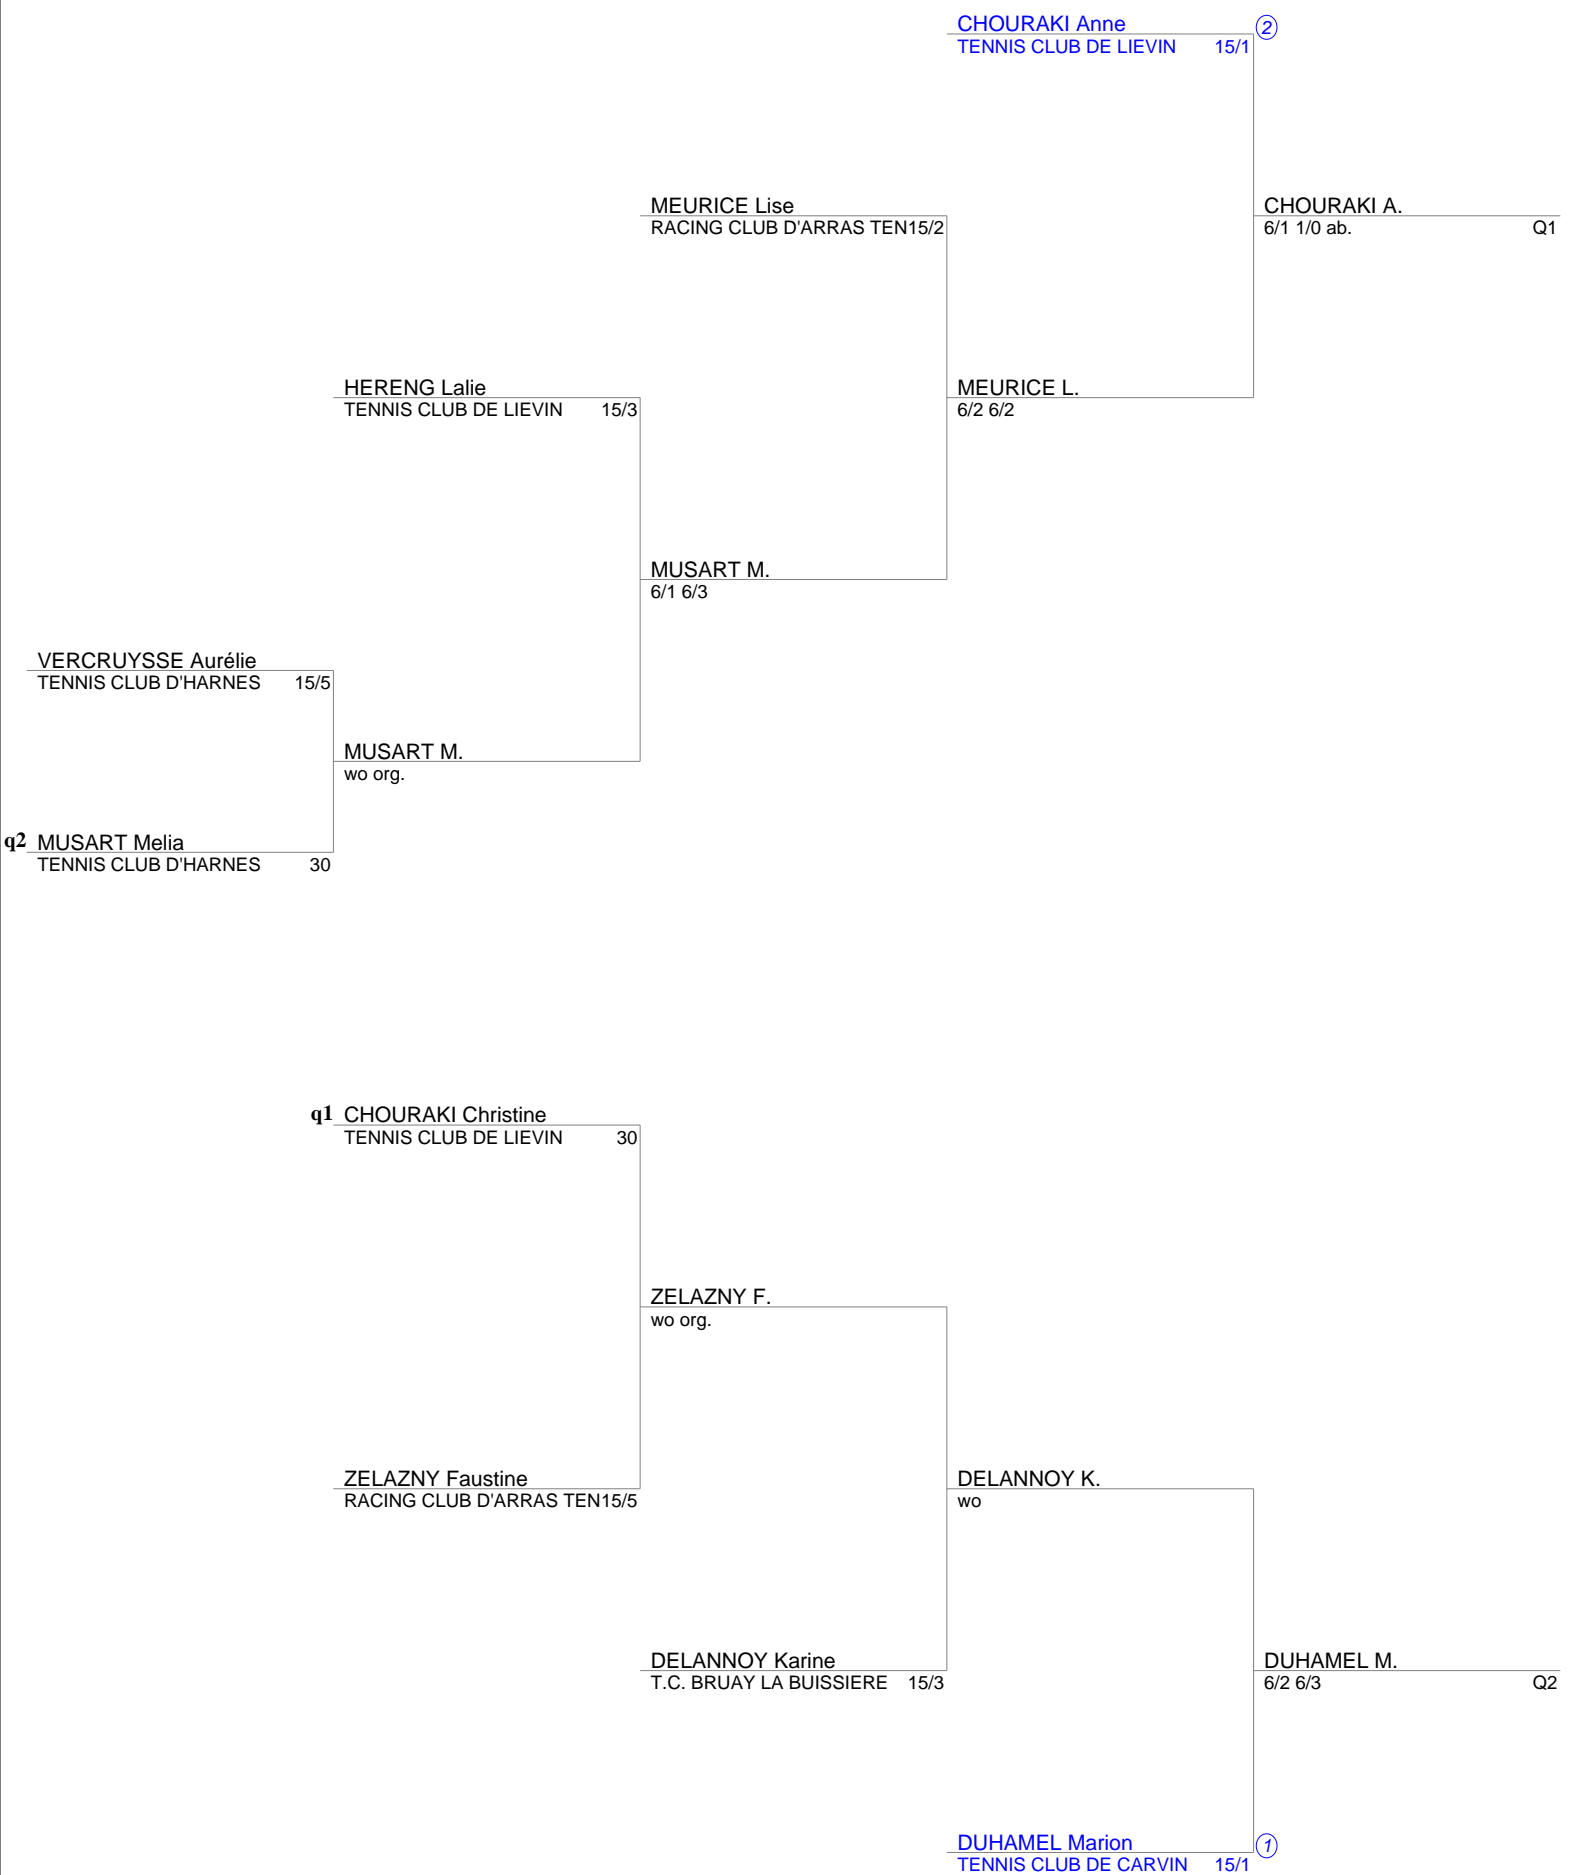 CHOURAKI Anne 2
TENNIS CLUB DE LIEVIN 15/1
MEURICE Lise
RACING CLUB D'ARRAS TEN15/2
CHOURAKI A.
6/1 1/0 ab. Q1
HERENG Lalie
TENNIS CLUB DE LIEVIN 15/3
MEURICE L.
6/2 6/2
MUSART M.
6/1 6/3
VERCRUYSSE Aurélie
TENNIS CLUB D'HARNES 15/5
MUSART M.
wo org.
q2 MUSART Melia
TENNIS CLUB D'HARNES 30
q1 CHOURAKI Christine
TENNIS CLUB DE LIEVIN 30
ZELAZNY F.
wo org.
ZELAZNY Faustine
RACING CLUB D'ARRAS TEN15/5
DELANNOY K.
wo
DELANNOY Karine
T.C. BRUAY LA BUISSIERE 15/3
DUHAMEL M.
6/2 6/3 Q2
DUHAMEL Marion 1
TENNIS CLUB DE CARVIN 15/1